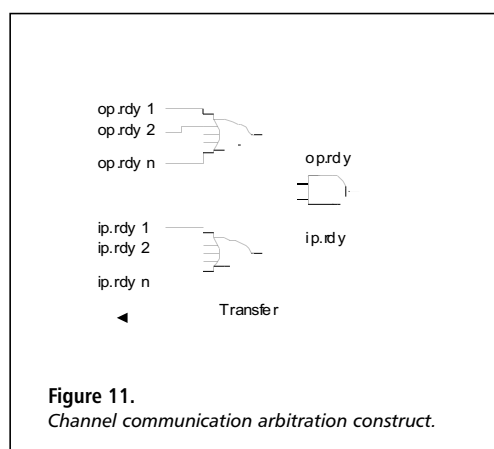 op.rdy 1
op.rdy 2
op.rdy n
op.rdy
ip.rdy 1
ip.rdy 2
ip.rdy n
ip.rdy
Transfer
Figure 11.
Channel communication arbitration construct.